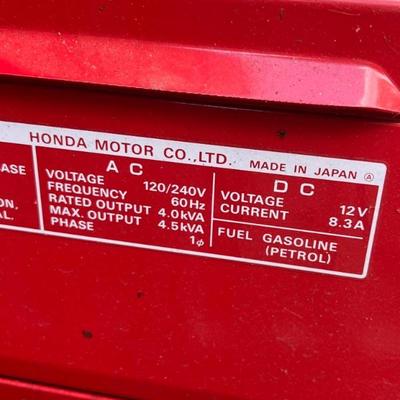 HONDA MOTOR CO.,LTD. MADE IN JAPAN Ⓐ
ASE
ON,
AL.
A C
VOLTAGE 120/240V
FREQUENCY 60Hz
RATED OUTPUT 4.0kVA
MAX. OUTPUT 4.5kVA
PHASE 1ϕ
D C
VOLTAGE 12V
CURRENT 8.3A
FUEL GASOLINE
(PETROL)